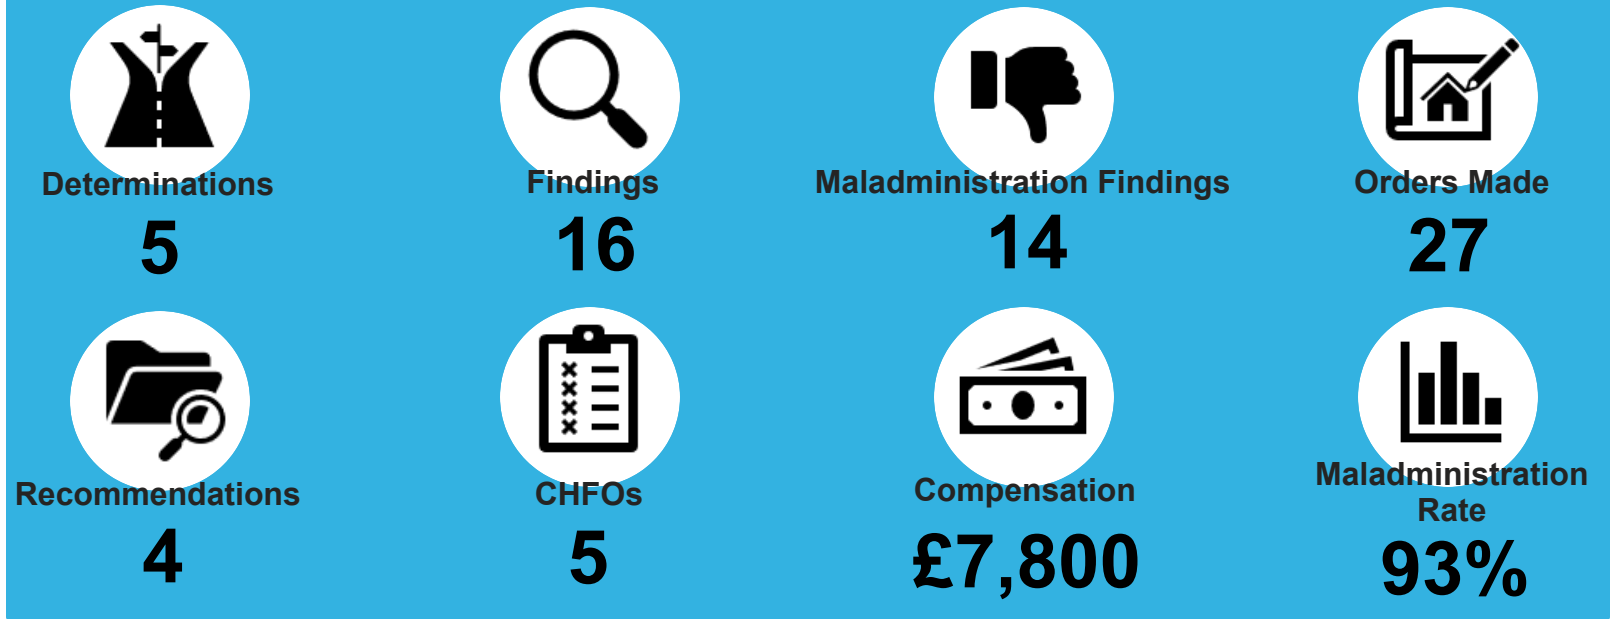 Determinations
5
Findings
16
Maladministration Findings
14
Orders Made
27
Recommendations
4
CHFOs
5
Compensation
£7,800
Maladministration
Rate
93%